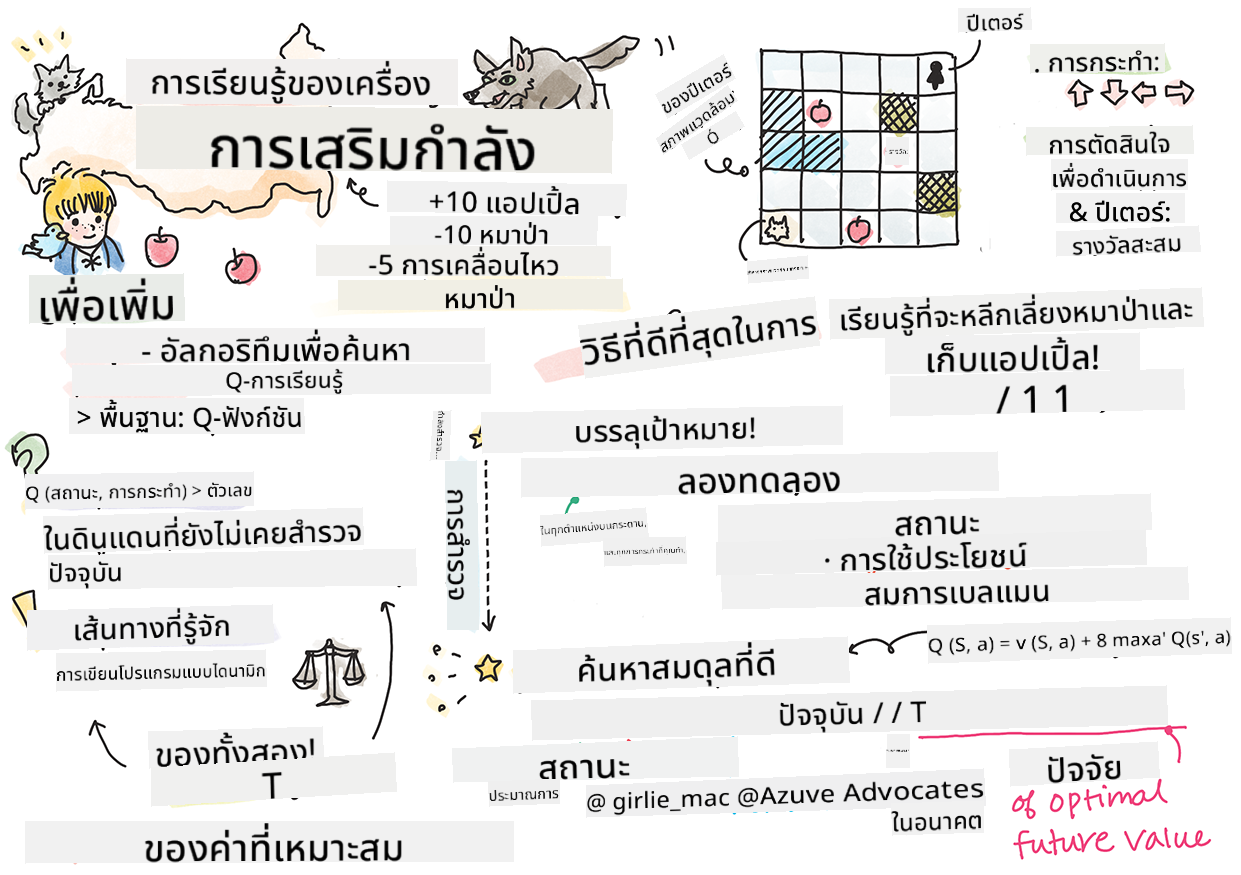 การเรียนรู้ของเครื่อง
การเสริมกำลัง
+10 แอปเปิ้ล
-10 หมาป่า
-5 การเคลื่อนไหว
หมาป่า
เพื่อเพิ่ม
- อัลกอริทึมเพื่อค้นหา
Q-การเรียนรู้
> พื้นฐาน: Q-ฟังก์ชัน
Q (สถานะ, การกระทำ) > ตัวเลข
ในดินแดนที่ยังไม่เคยสำรวจ
ปัจจุบัน
เส้นทางที่รู้จัก
การเขียนโปรแกรมแบบไดนามิก
ของทั้งสอง!
T
ของค่าที่เหมาะสม
ปีเตอร์
ของปีเตอร์
สภาพแวดล้อม
รางวัล:
. การกระทำ:
การตัดสินใจ
เพื่อดำเนินการ
& ปีเตอร์:
รางวัลสะสม
วิธีที่ดีที่สุดในการ
เรียนรู้ที่จะหลีกเลี่ยงหมาป่าและ
เก็บแอปเปิ้ล!
/ 1 1
บรรลุเป้าหมาย!
ลองทดลอง
การสำรวจ
ในทุกตำแหน่งบนกระดาน,
สถานะ
· การใช้ประโยชน์
สมการเบลแมน
Q (S, a) = v (S, a) + 8 maxa' Q(s', a)
ค้นหาสมดุลที่ดี
ปัจจุบัน / / T
สถานะ
ประมาณการ
@ girlie_mac @Azuve Advocates
ในอนาคต
ปัจจัย
of optimal
future value